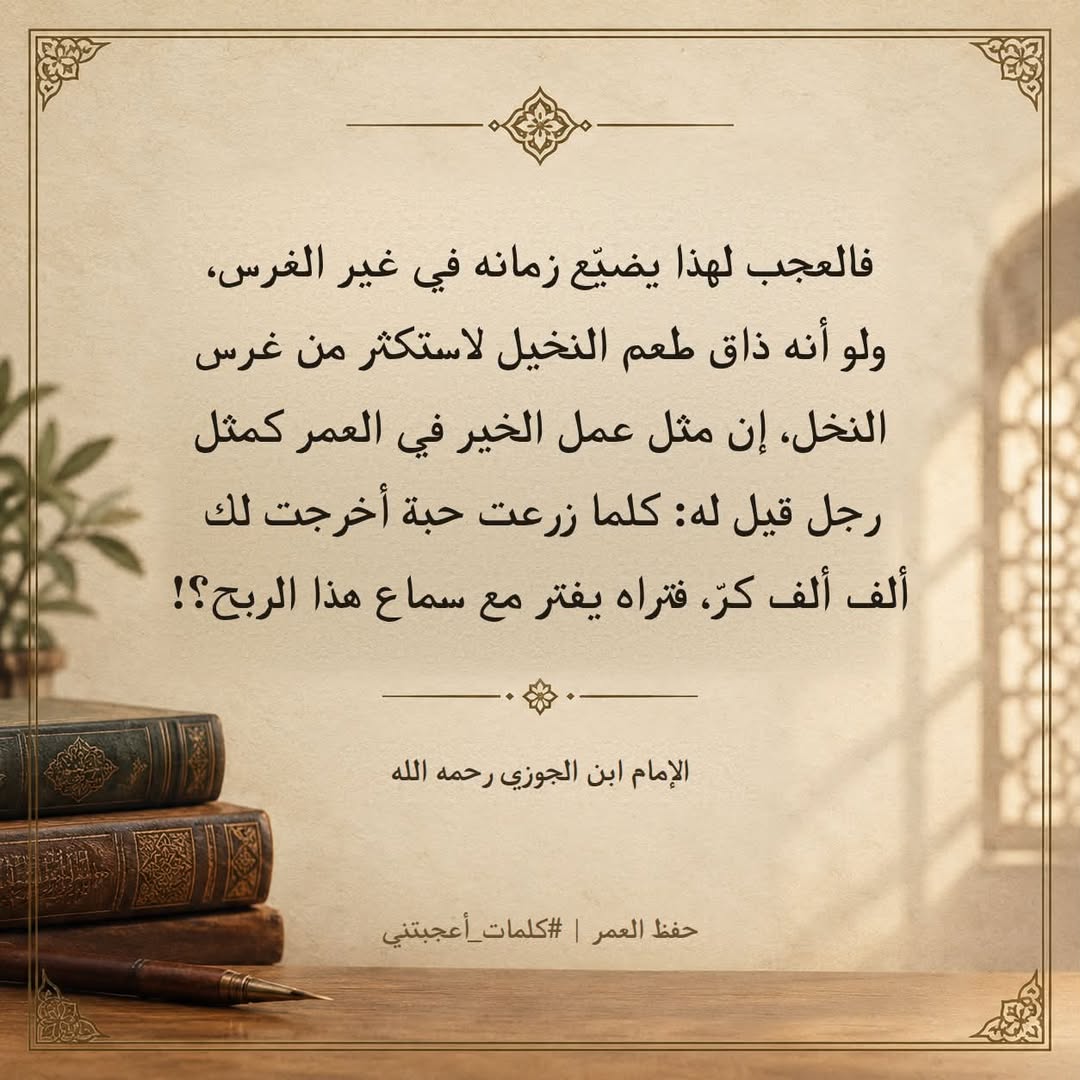 فالعجب لهذا يضيّع زمانه في غير الغرس،
ولو أنه ذاق طعم النخيل لاستكثر من غرس
النخل، إن مثل عمل الخير في العمر كمثل
رجل قيل له: كلما زرعت حبة أخرجت لك
ألف ألف كرّ، فتراه يفتر مع سماع هذا الربح؟!
الإمام ابن الجوزي رحمه الله
حفظ العمر | #كلمات_أعجبتني